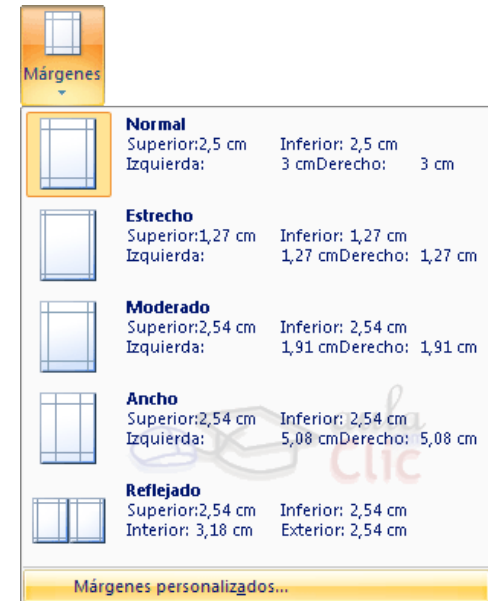 Márgenes
Normal
Superior:2,5 cm Inferior: 2,5 cm
Izquierda: 3 cmDerecho: 3 cm
Estrecho
Superior:1,27 cm Inferior: 1,27 cm
Izquierda: 1,27 cmDerecho: 1,27 cm
Moderado
Superior:2,54 cm Inferior: 2,54 cm
Izquierda: 1,91 cmDerecho: 1,91 cm
Ancho
Superior:2,54 cm Inferior: 2,54 cm
Izquierda: 5,08 cmDerecho: 5,08 cm
aula
Clic
Reflejado
Superior:2,54 cm Inferior: 2,54 cm
Interior: 3,18 cm Exterior: 2,54 cm
Márgenes personalizados...